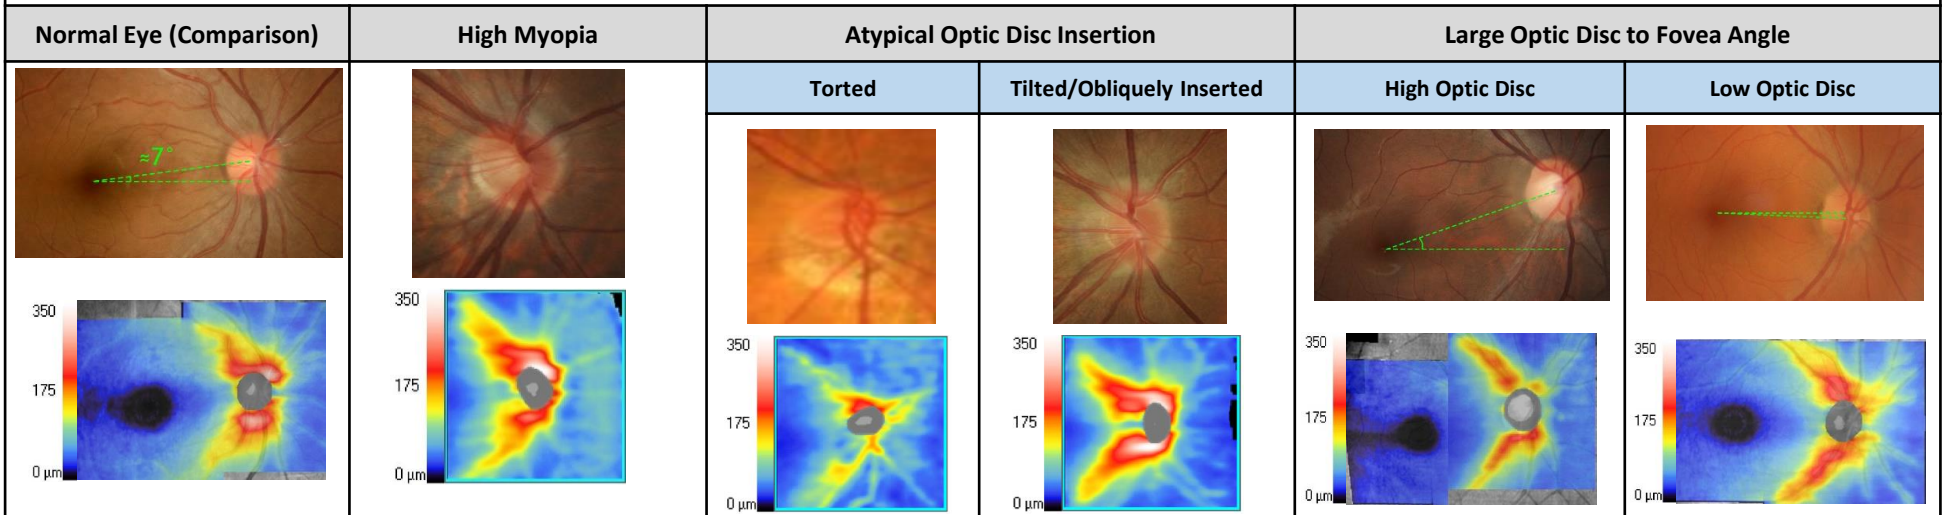 Normal Eye (Comparison)
High Myopia
Atypical Optic Disc Insertion
Large Optic Disc to Fovea Angle
Torted
Tilted/Obliquely Inserted
High Optic Disc
Low Optic Disc
≈7°
350
175
0 µm
350
175
0 µm
350
175
0 µm
350
175
0 µm
350
175
0 µm
350
175
0 µm